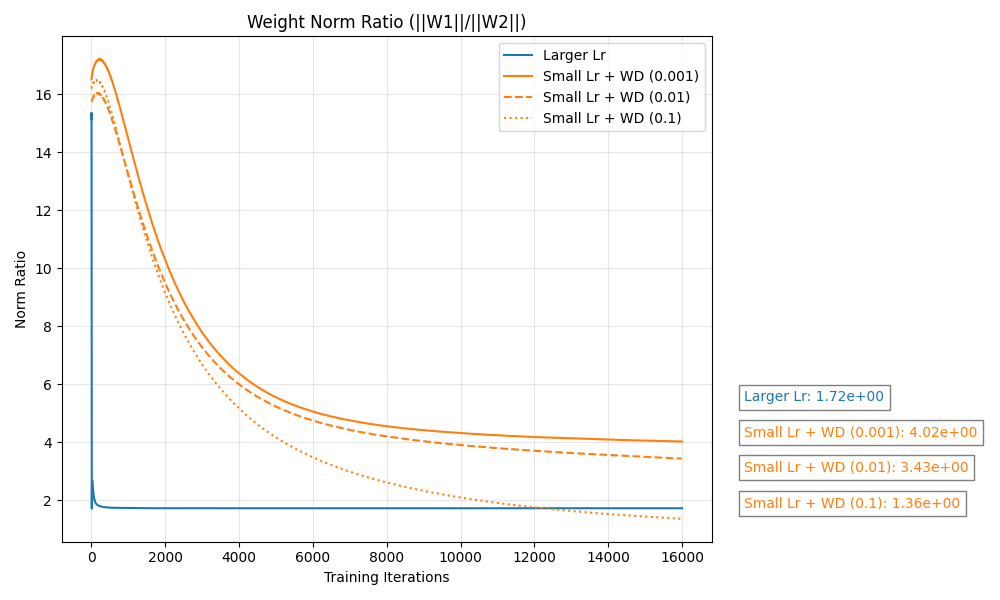 Weight Norm Ratio (||W1||/||W2||)
Larger Lr
Small Lr + WD (0.001)
Small Lr + WD (0.01)
Small Lr + WD (0.1)
Norm Ratio
16
14
12
10
8
6
4
2
0 2000 4000 6000 8000 10000 12000 14000 16000
Training Iterations
Larger Lr: 1.72e+00
Small Lr + WD (0.001): 4.02e+00
Small Lr + WD (0.01): 3.43e+00
Small Lr + WD (0.1): 1.36e+00